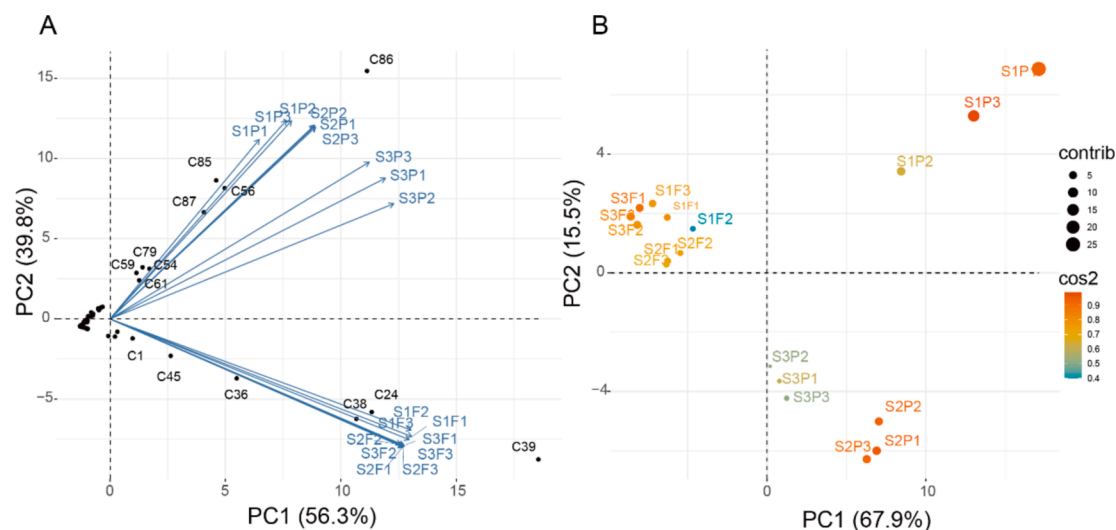 A
C86
S1P2
S1P3
S2P2
S2P1
S1P1
S2P3
C85
S3P3
C56
S3P1
C87
S3P2
C79
C54
C59
C61
C1
C45
C36
C24
C38
S1F2
S1F3
S1F1
S2F2
S3F1
S3F2
S3F3
S2F1
S2F3
C39
15
10
5
0
−5
PC2 (39.8%)
0
5
10
15
PC1 (56.3%)
B
S1P
S1P3
S1P2
S1F3
S3F1
S1F1
S1F2
S3F2
S2F1
S2F2
S3P2
S3P1
S3P3
S2P2
S2P1
S2P3
4
0
−4
PC2 (15.5%)
0
10
PC1 (67.9%)
contrib
5
10
15
20
25
cos2
0.9
0.8
0.7
0.6
0.5
0.4